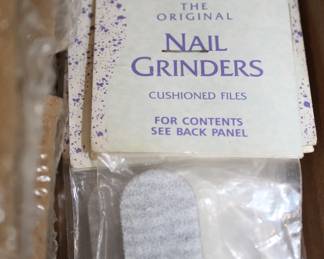 THE
ORIGINAL
NAIL
GRINDERS
CUSHIONED FILES
FOR CONTENTS
SEE BACK PANEL